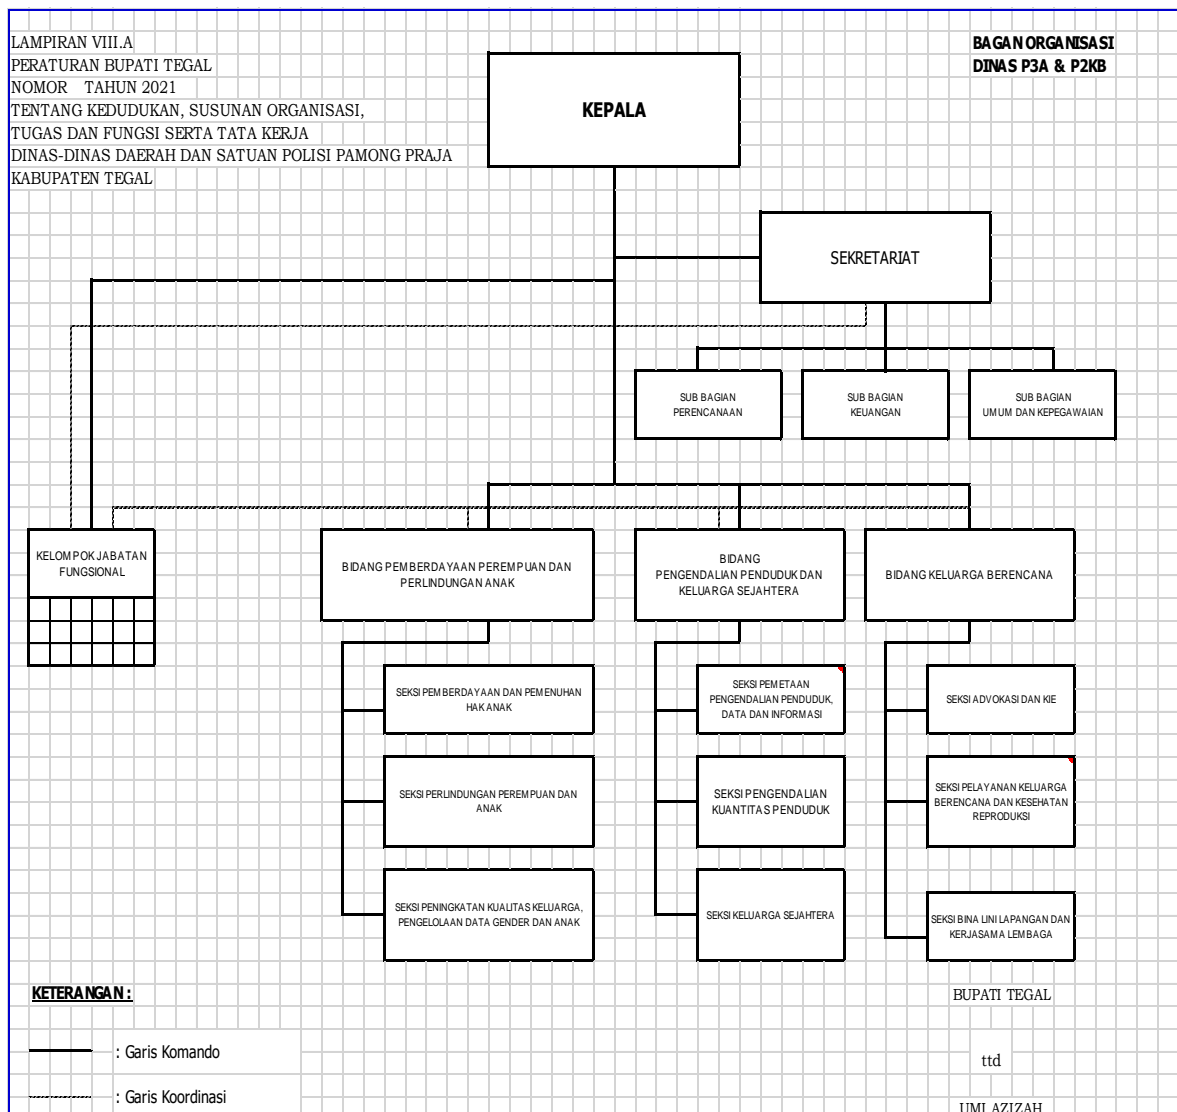 LAMPIRAN VIII.A
PERATURAN BUPATI TEGAL
NOMOR TAHUN 2021
TENTANG KEDUDUKAN, SUSUNAN ORGANISASI,
TUGAS DAN FUNGSI SERTA TATA KERJA
DINAS-DINAS DAERAH DAN SATUAN POLISI PAMONG PRAJA
KABUPATEN TEGAL
BAGAN ORGANISASI
DINAS P3A & P2KB
KEPALA
SEKRETARIAT
SUB BAGIAN
PERENCANAAN
SUB BAGIAN
KEUANGAN
SUB BAGIAN
UMUM DAN KEPEGAWAIAN
KELOMPOK JABATAN
FUNGSIONAL
BIDANG PEMBERDAYAAN PEREMPUAN DAN
PERLINDUNGAN ANAK
BIDANG
PENGENDALIAN PENDUDUK DAN
KELUARGA SEJAHTERA
BIDANG KELUARGA BERENCANA
SEKSI PEMBERDAYAAN DAN PEMENUHAN
HAK ANAK
SEKSI PERLINDUNGAN PEREMPUAN DAN
ANAK
SEKSI PENINGKATAN KUALITAS KELUARGA,
PENGELOLAAN DATA GENDER DAN ANAK
SEKSI PEMETAAN
PENGENDALIAN PENDUDUK,
DATA DAN INFORMASI
SEKSI PENGENDALIAN
KUANTITAS PENDUDUK
SEKSI KELUARGA SEJAHTERA
SEKSI ADVOKASI DAN KIE
SEKSI PELAYANAN KELUARGA
BERENCANA DAN KESEHATAN
REPRODUKSI
SEKSI BINA LINI LAPANGAN DAN
KERJASAMA LEMBAGA
KETERANGAN :
: Garis Komando
: Garis Koordinasi
BUPATI TEGAL
ttd
UMI AZIZAH